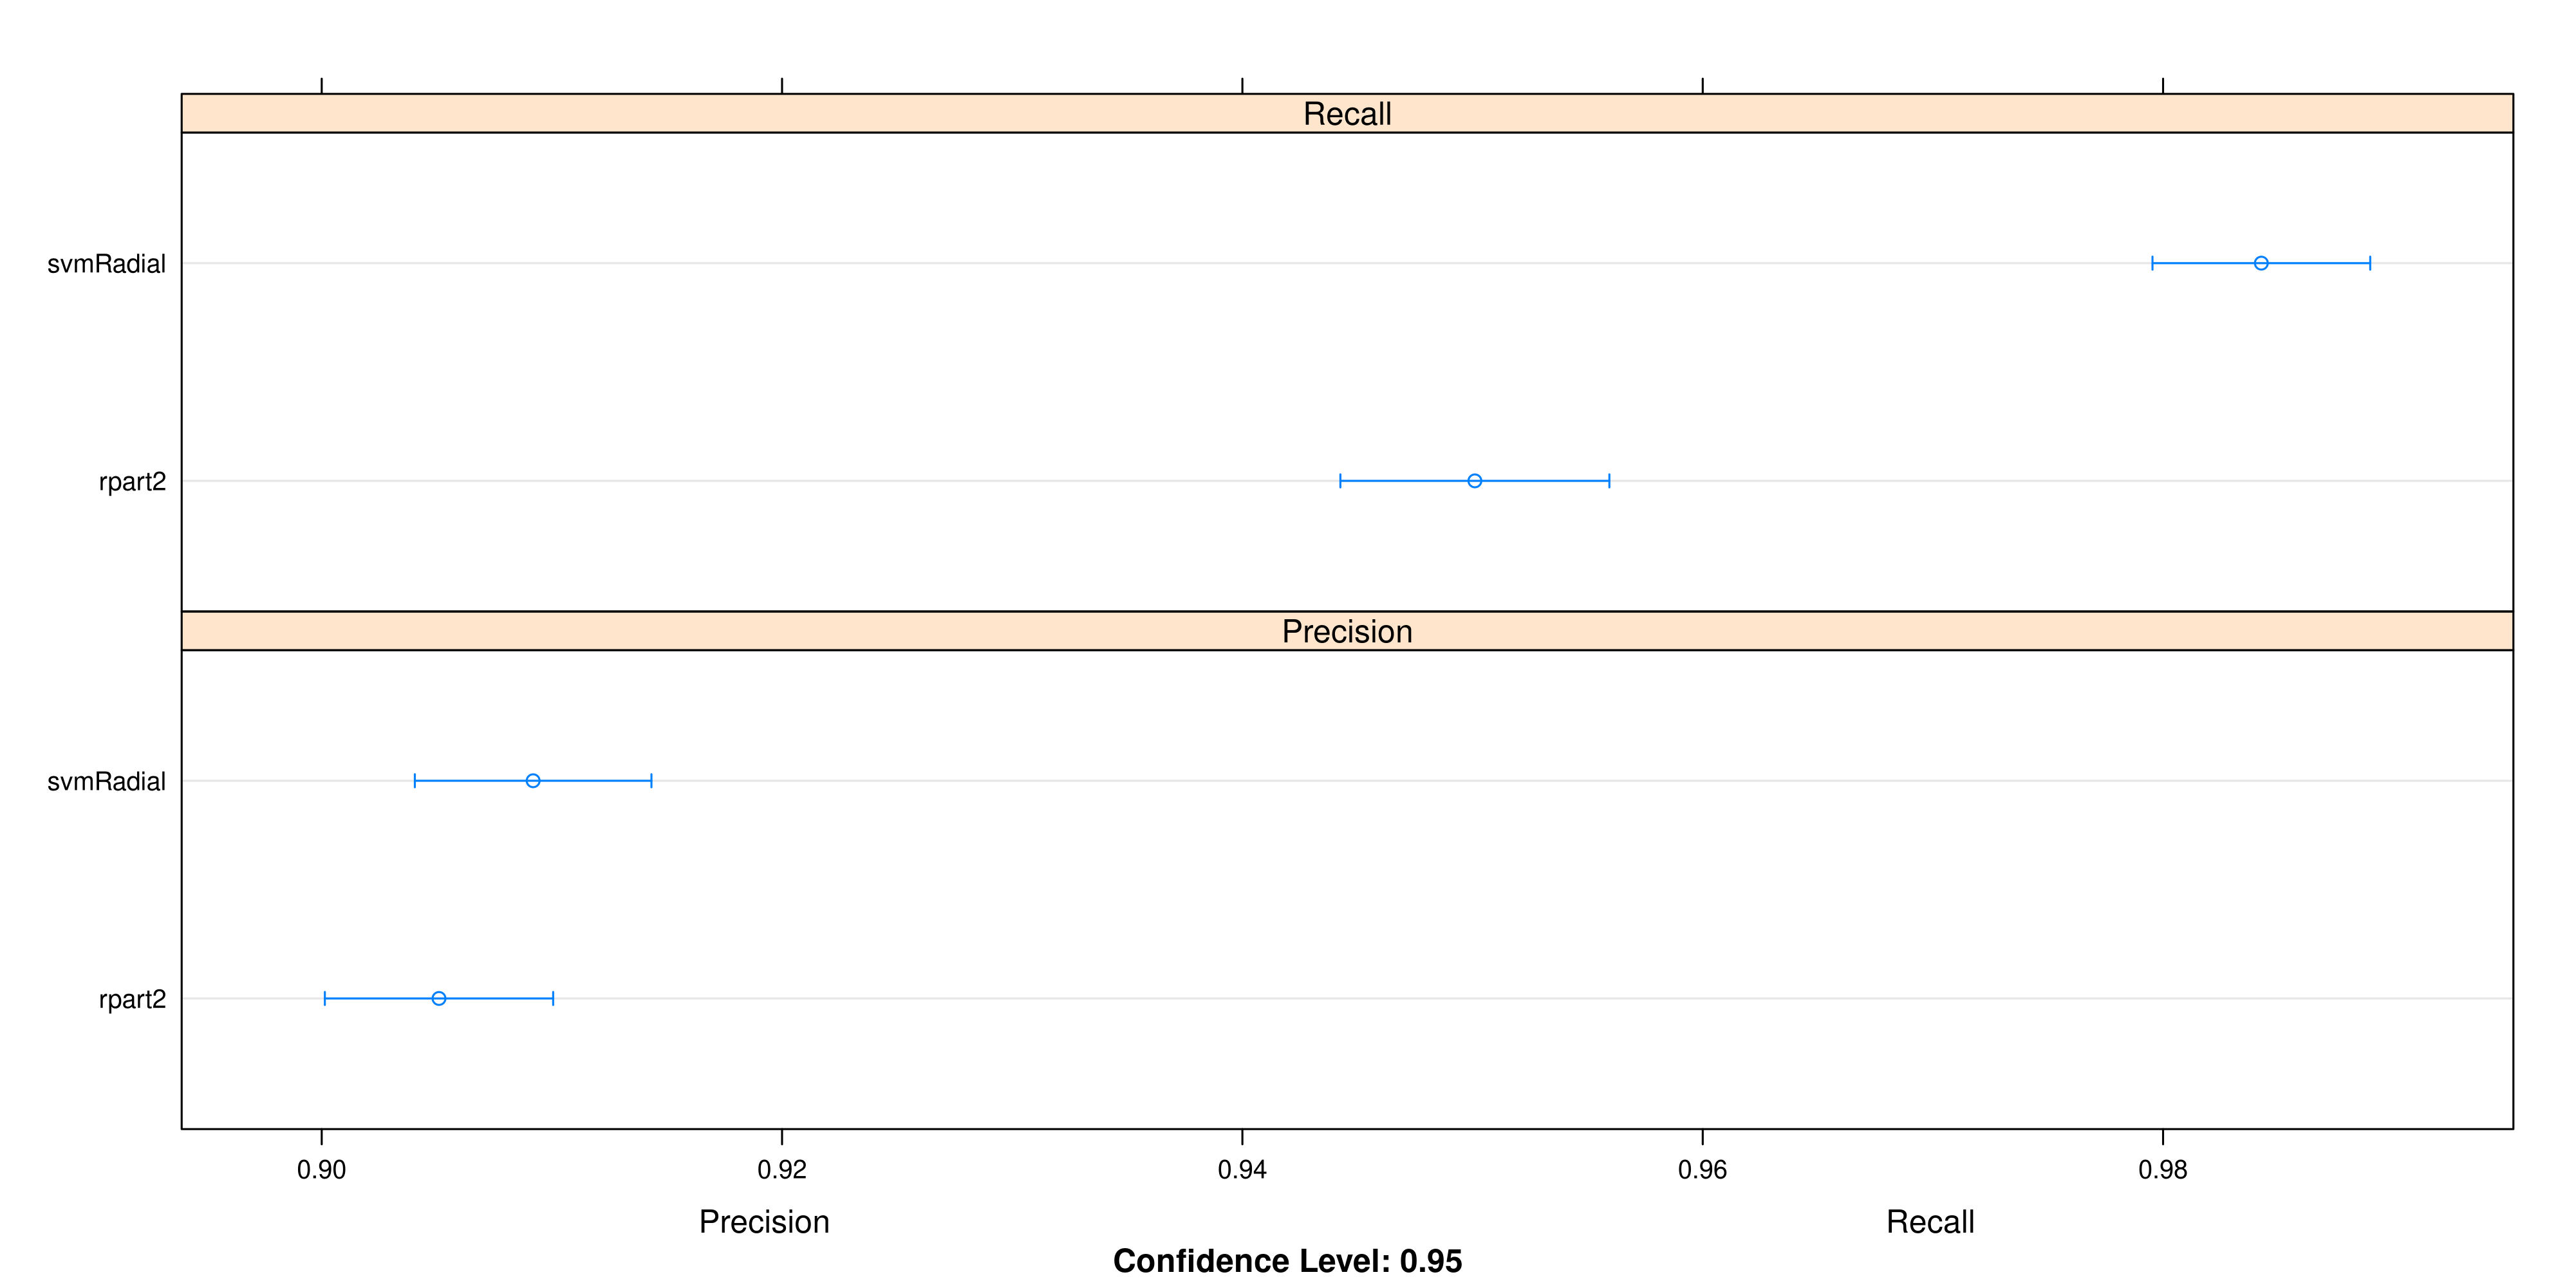 Recall
svmRadial
rpart2
Precision
svmRadial
rpart2
0.90 0.92 0.94 0.96 0.98
Precision Recall
Confidence Level: 0.95